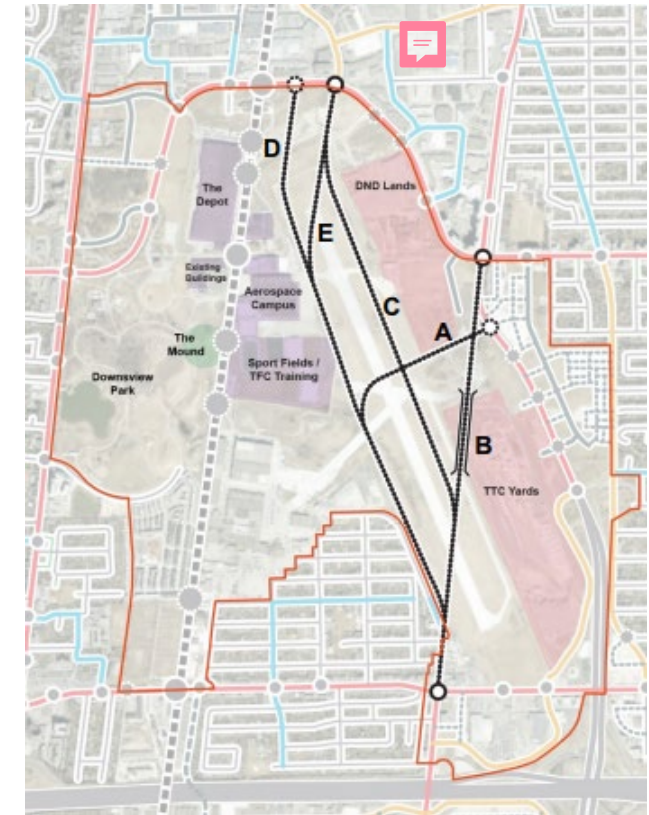 D
DND Lands
The
Depot
E
Existing
Buildings
Aerospace
Campus
C
A
The
Mound
Sport Fields /
TFC Training
Downsview
Park
B
TTC Yards